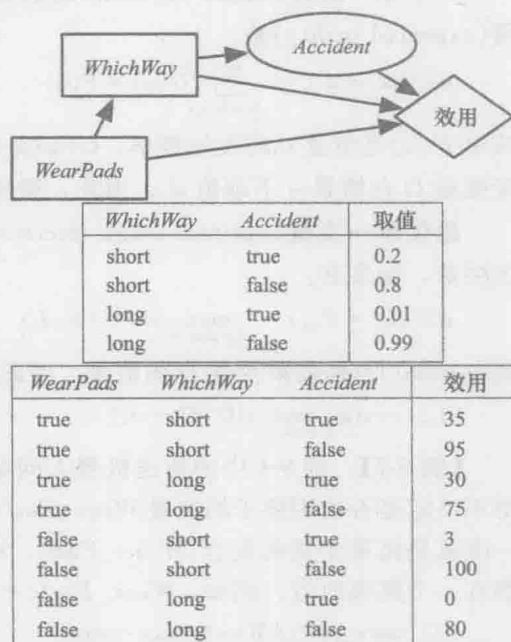 Accident
WhichWay
效用
WearPads
WhichWay Accident 取值
short true 0.2
short false 0.8
long true 0.01
long false 0.99
WearPads WhichWay Accident 效用
true short true 35
true short false 95
true long true 30
true long false 75
false short true 3
false short false 100
false long true 0
false long false 80